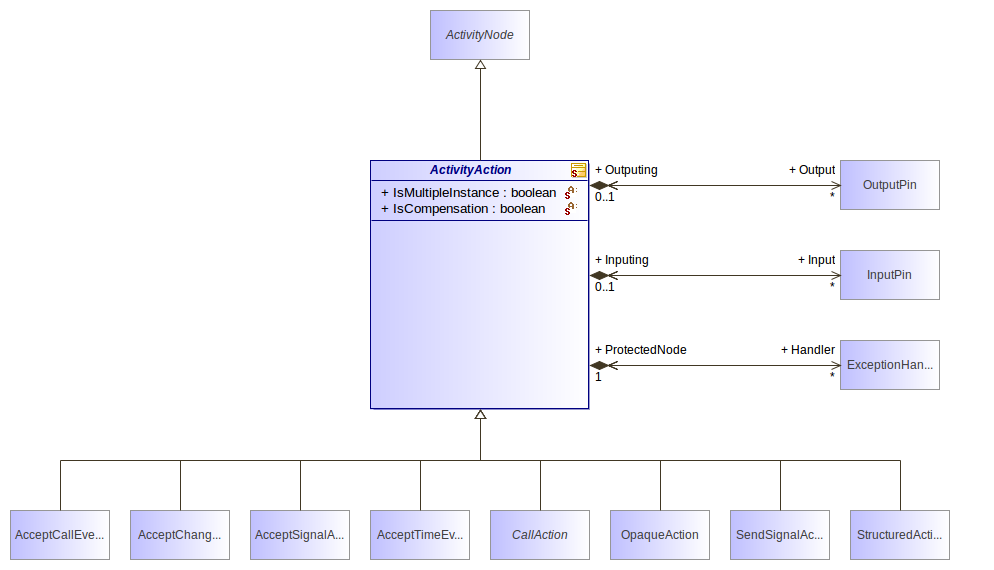 ActivityNode
ActivityAction
+ IsMultipleInstance : boolean
+ IsCompensation : boolean
+ Outputing
+ Output
0..1
*
OutputPin
+ Inputing
+ Input
0..1
*
InputPin
+ ProtectedNode
+ Handler
1
*
ExceptionHan...
AcceptCallEve...
AcceptChang...
AcceptSignalA...
AcceptTimeEv...
CallAction
OpaqueAction
SendSignalAc...
StructuredActi...